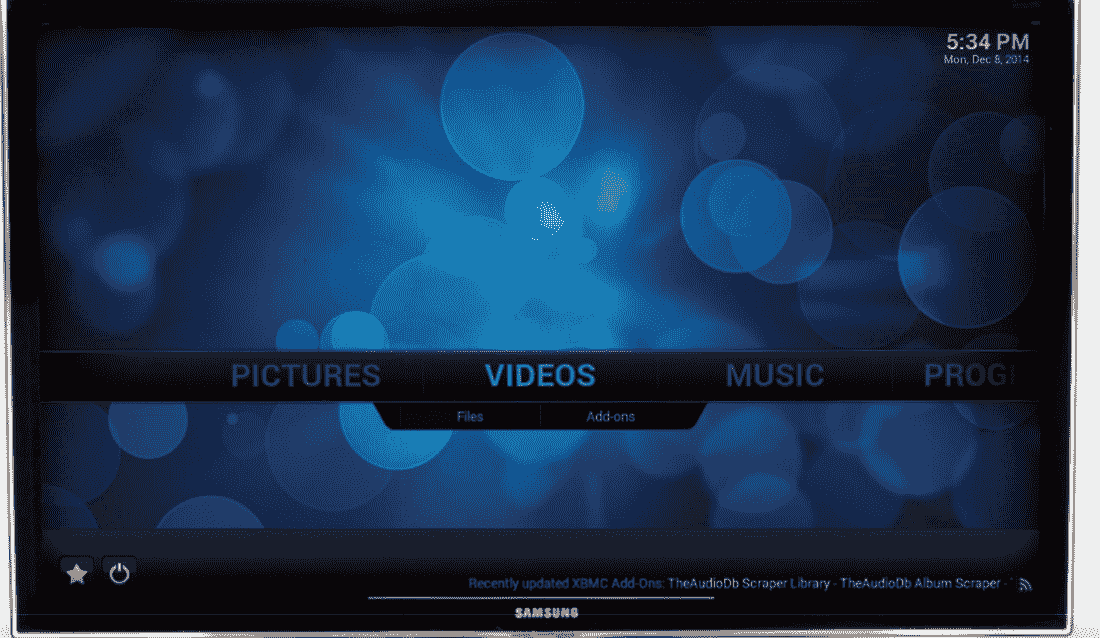 5:34 PM
Mon, Dec 8, 2014
PICTURES VIDEOS MUSIC PROG
Files Add-ons
Recently updated XBMC Add-Ons: TheAudioDb Scraper Library - TheAudioDb Album Scraper -
SAMSUNG